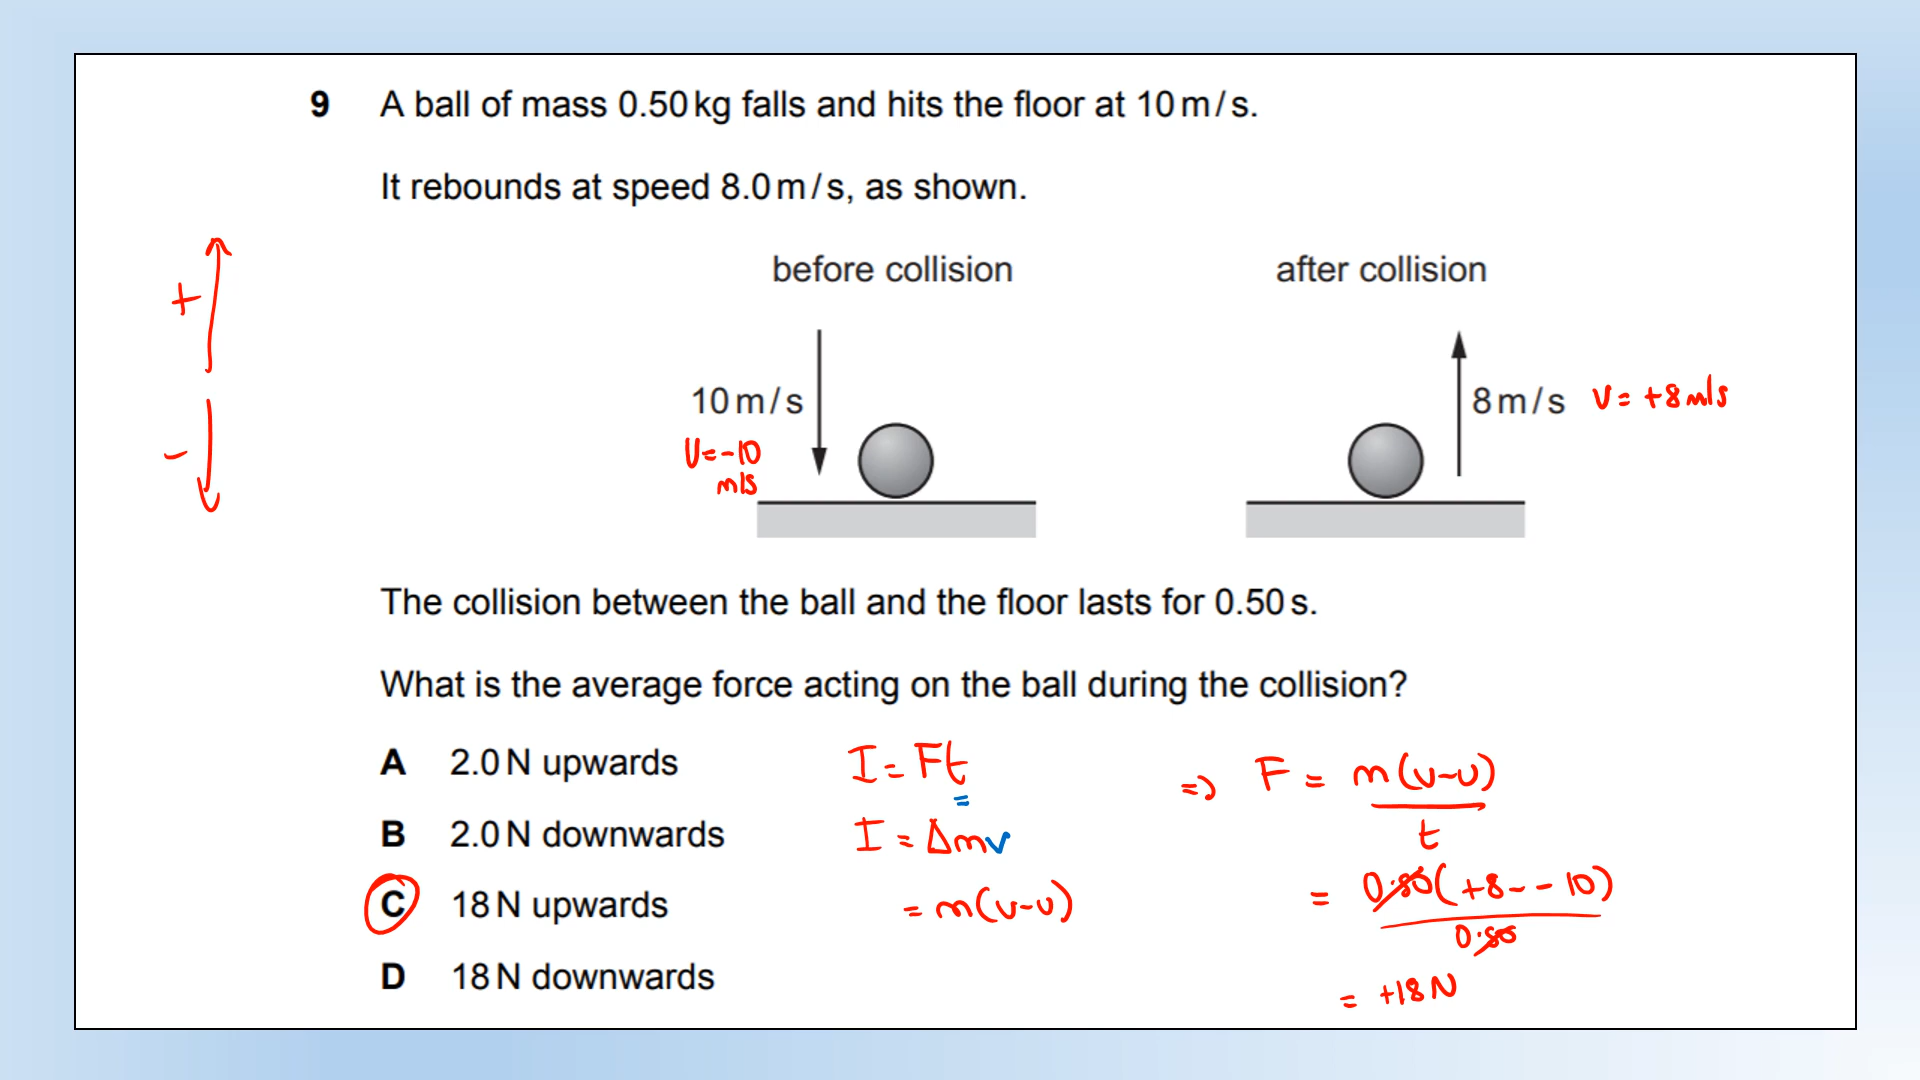 9 A ball of mass 0.50 kg falls and hits the floor at 10 m/s.
It rebounds at speed 8.0 m/s, as shown.
before collision
after collision
+
-
10 m/s
U=-10
m/s
8 m/s
V= +8 m/s
The collision between the ball and the floor lasts for 0.50 s.
What is the average force acting on the ball during the collision?
A 2.0 N upwards
B 2.0 N downwards
C 18 N upwards
D 18 N downwards
I = Ft
=
I = Δmv
= m(v-u)
=> F = m(v-u)
t
= 0.50(+8--10)
0.50
= +18 N